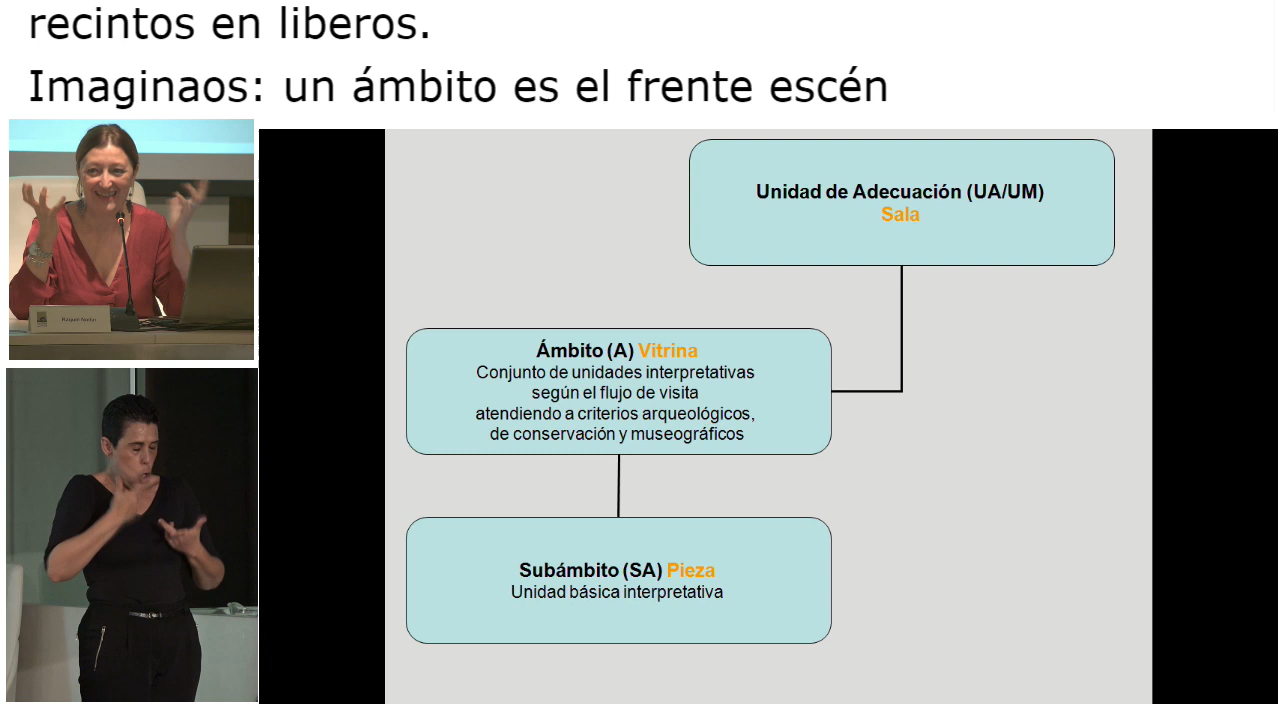 recintos en liberos.
Imaginaos: un ámbito es el frente escén
Unidad de Adecuación (UA/UM)
Sala
Ámbito (A) Vitrina
Conjunto de unidades interpretativas
según el flujo de visita
atendiendo a criterios arqueológicos,
de conservación y museográficos
Subámbito (SA) Pieza
Unidad básica interpretativa